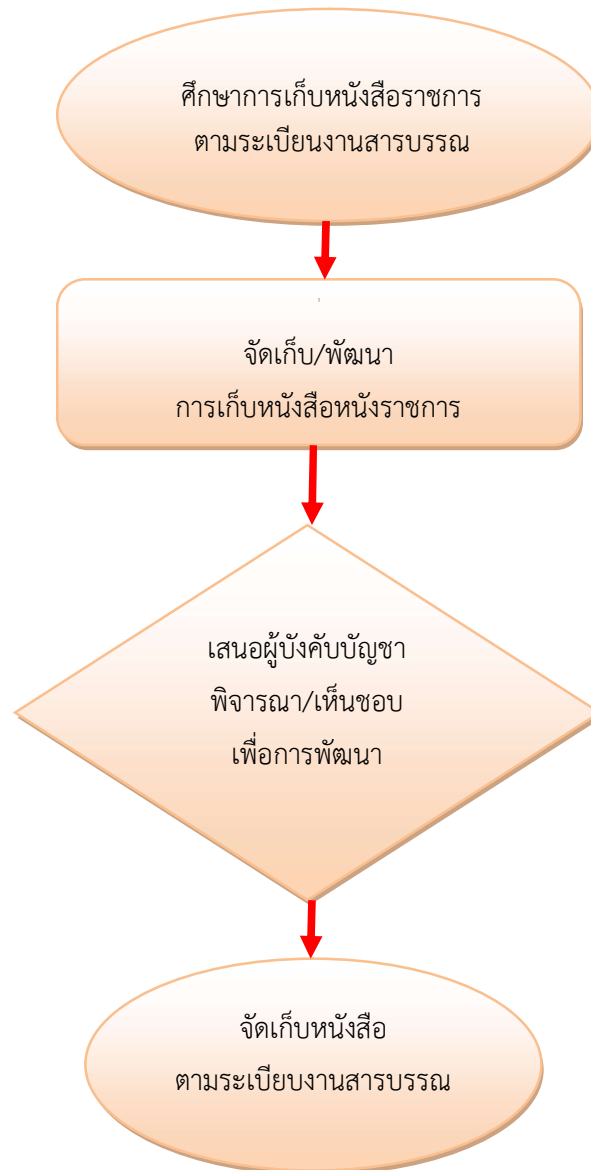 ศึกษาการเก็บหนังสือราชการ
ตามระเบียนงานสารบรรณ
จัดเก็บ/พัฒนา
การเก็บหนังสือหนังราชการ
เสนอผู้บังคับบัญชา
พิจารณา/เห็นชอบ
เพื่อการพัฒนา
จัดเก็บหนังสือ
ตามระเบียบงานสารบรรณ